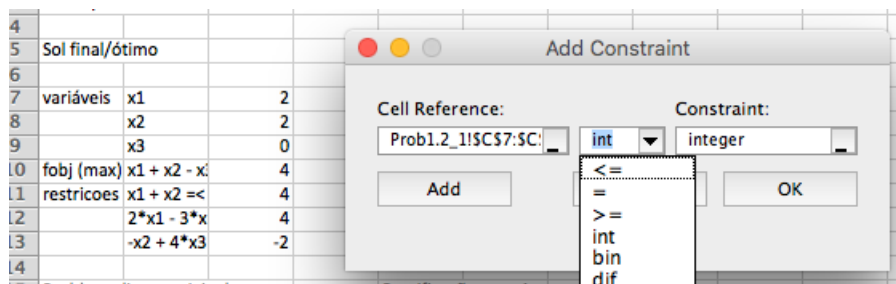 4
5 Sol final/ótimo
6
7 variáveis x1 2
8 x2 2
9 x3 0
10 fobj (max) x1 + x2 - x: 4
11 restricoes x1 + x2 =< 4
12 2*x1 - 3*x 4
13 -x2 + 4*x3 -2
14
Add Constraint
Cell Reference:
Constraint:
Prob1.2_1!$C$7:$C:
int
integer
Add
OK
<=
=
>=
int
bin
dif